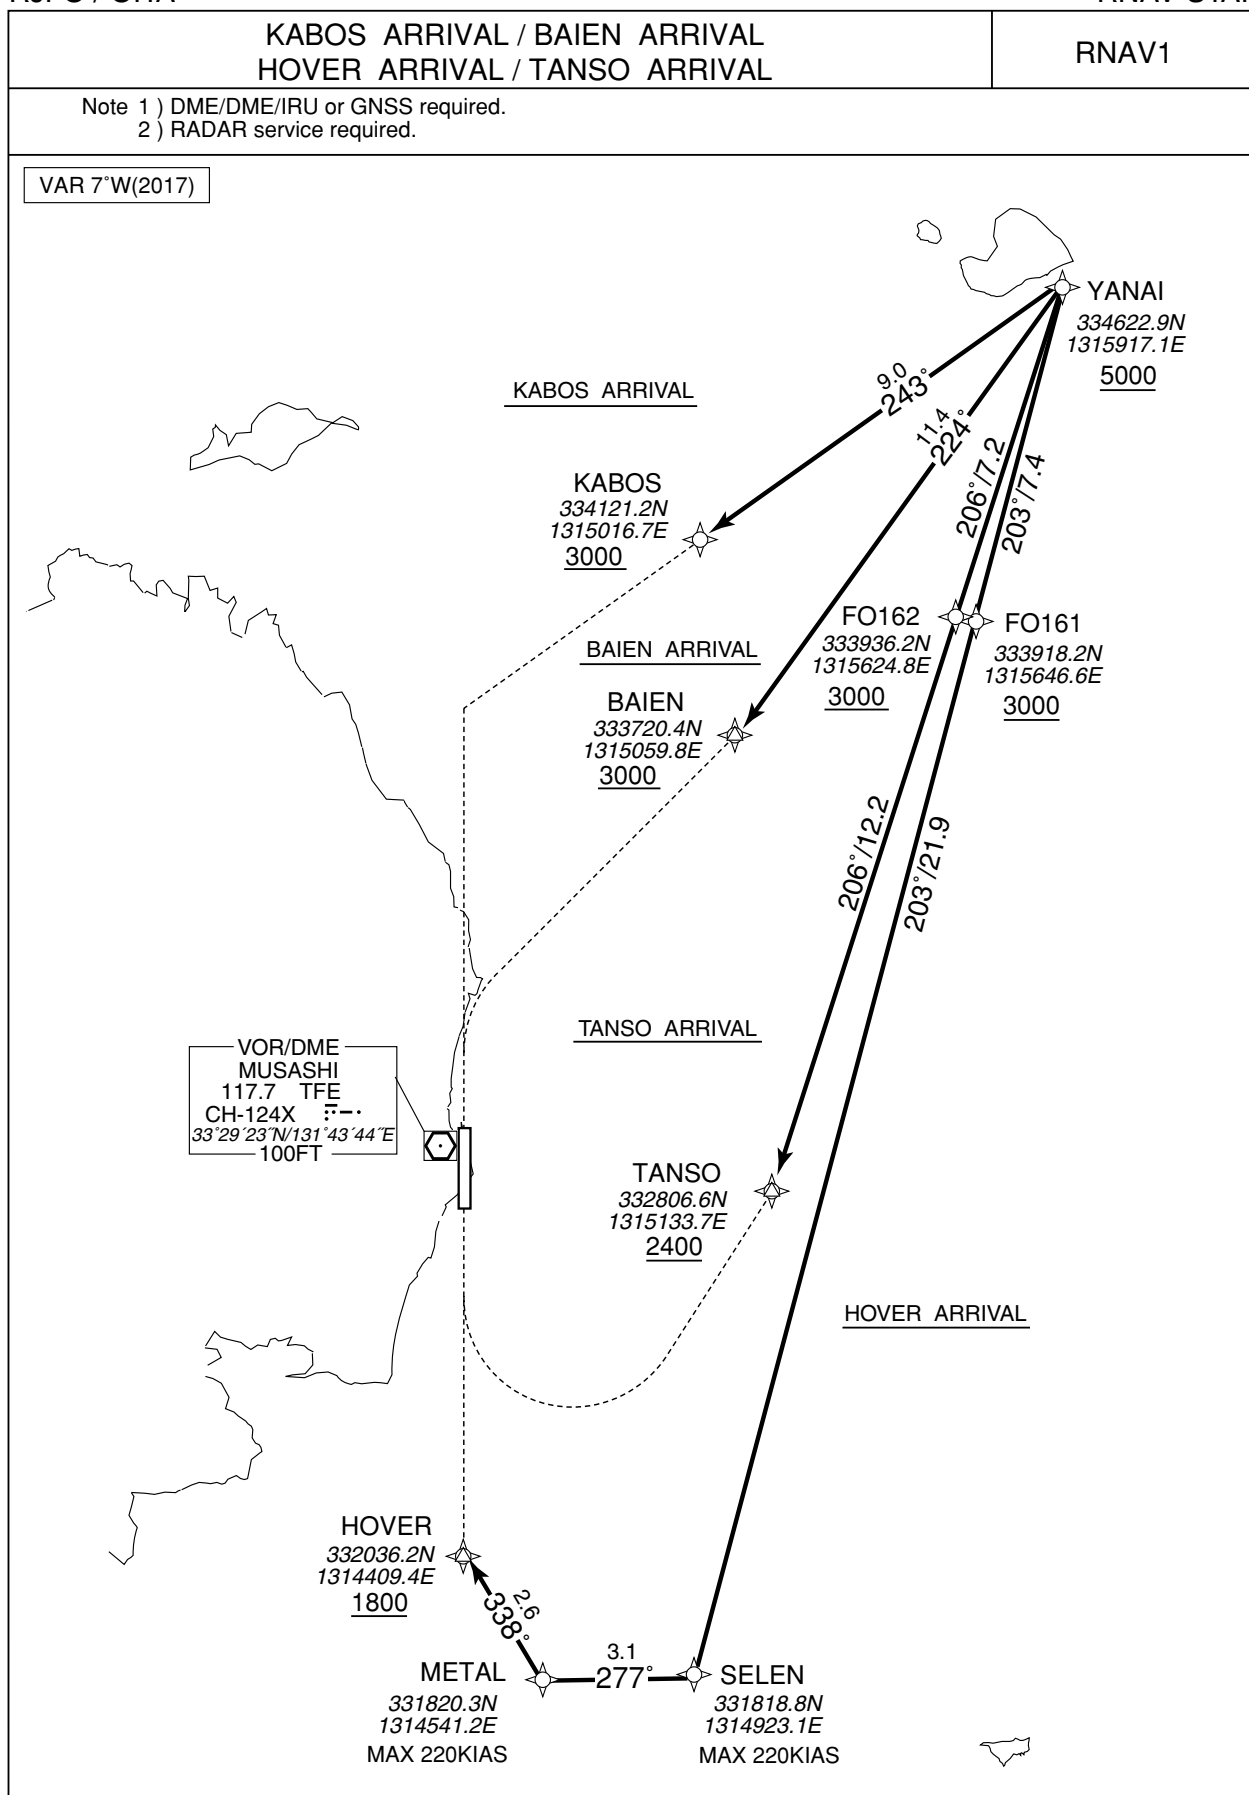 KABOS ARRIVAL / BAIEN ARRIVAL
HOVER ARRIVAL / TANSO ARRIVAL
RNAV1
Note 1 ) DME/DME/IRU or GNSS required.
2 ) RADAR service required.
VAR 7°W(2017)
YANAI
334622.9N
1315917.1E
5000
9.0
243°
KABOS ARRIVAL
11.4
224°
206°/7.2
203°/7.4
KABOS
334121.2N
1315016.7E
3000
FO162
333936.2N
1315624.8E
3000
FO161
333918.2N
1315646.6E
3000
BAIEN ARRIVAL
BAIEN
333720.4N
1315059.8E
3000
206°/12.2
203°/21.9
TANSO ARRIVAL
VOR/DME
MUSASHI
117.7 TFE
CH-124X
33°29´23˝N/131°43´44˝E
100FT
TANSO
332806.6N
1315133.7E
2400
HOVER ARRIVAL
HOVER
332036.2N
1314409.4E
1800
2.6
338°
3.1
277°
METAL
331820.3N
1314541.2E
MAX 220KIAS
SELEN
331818.8N
1314923.1E
MAX 220KIAS